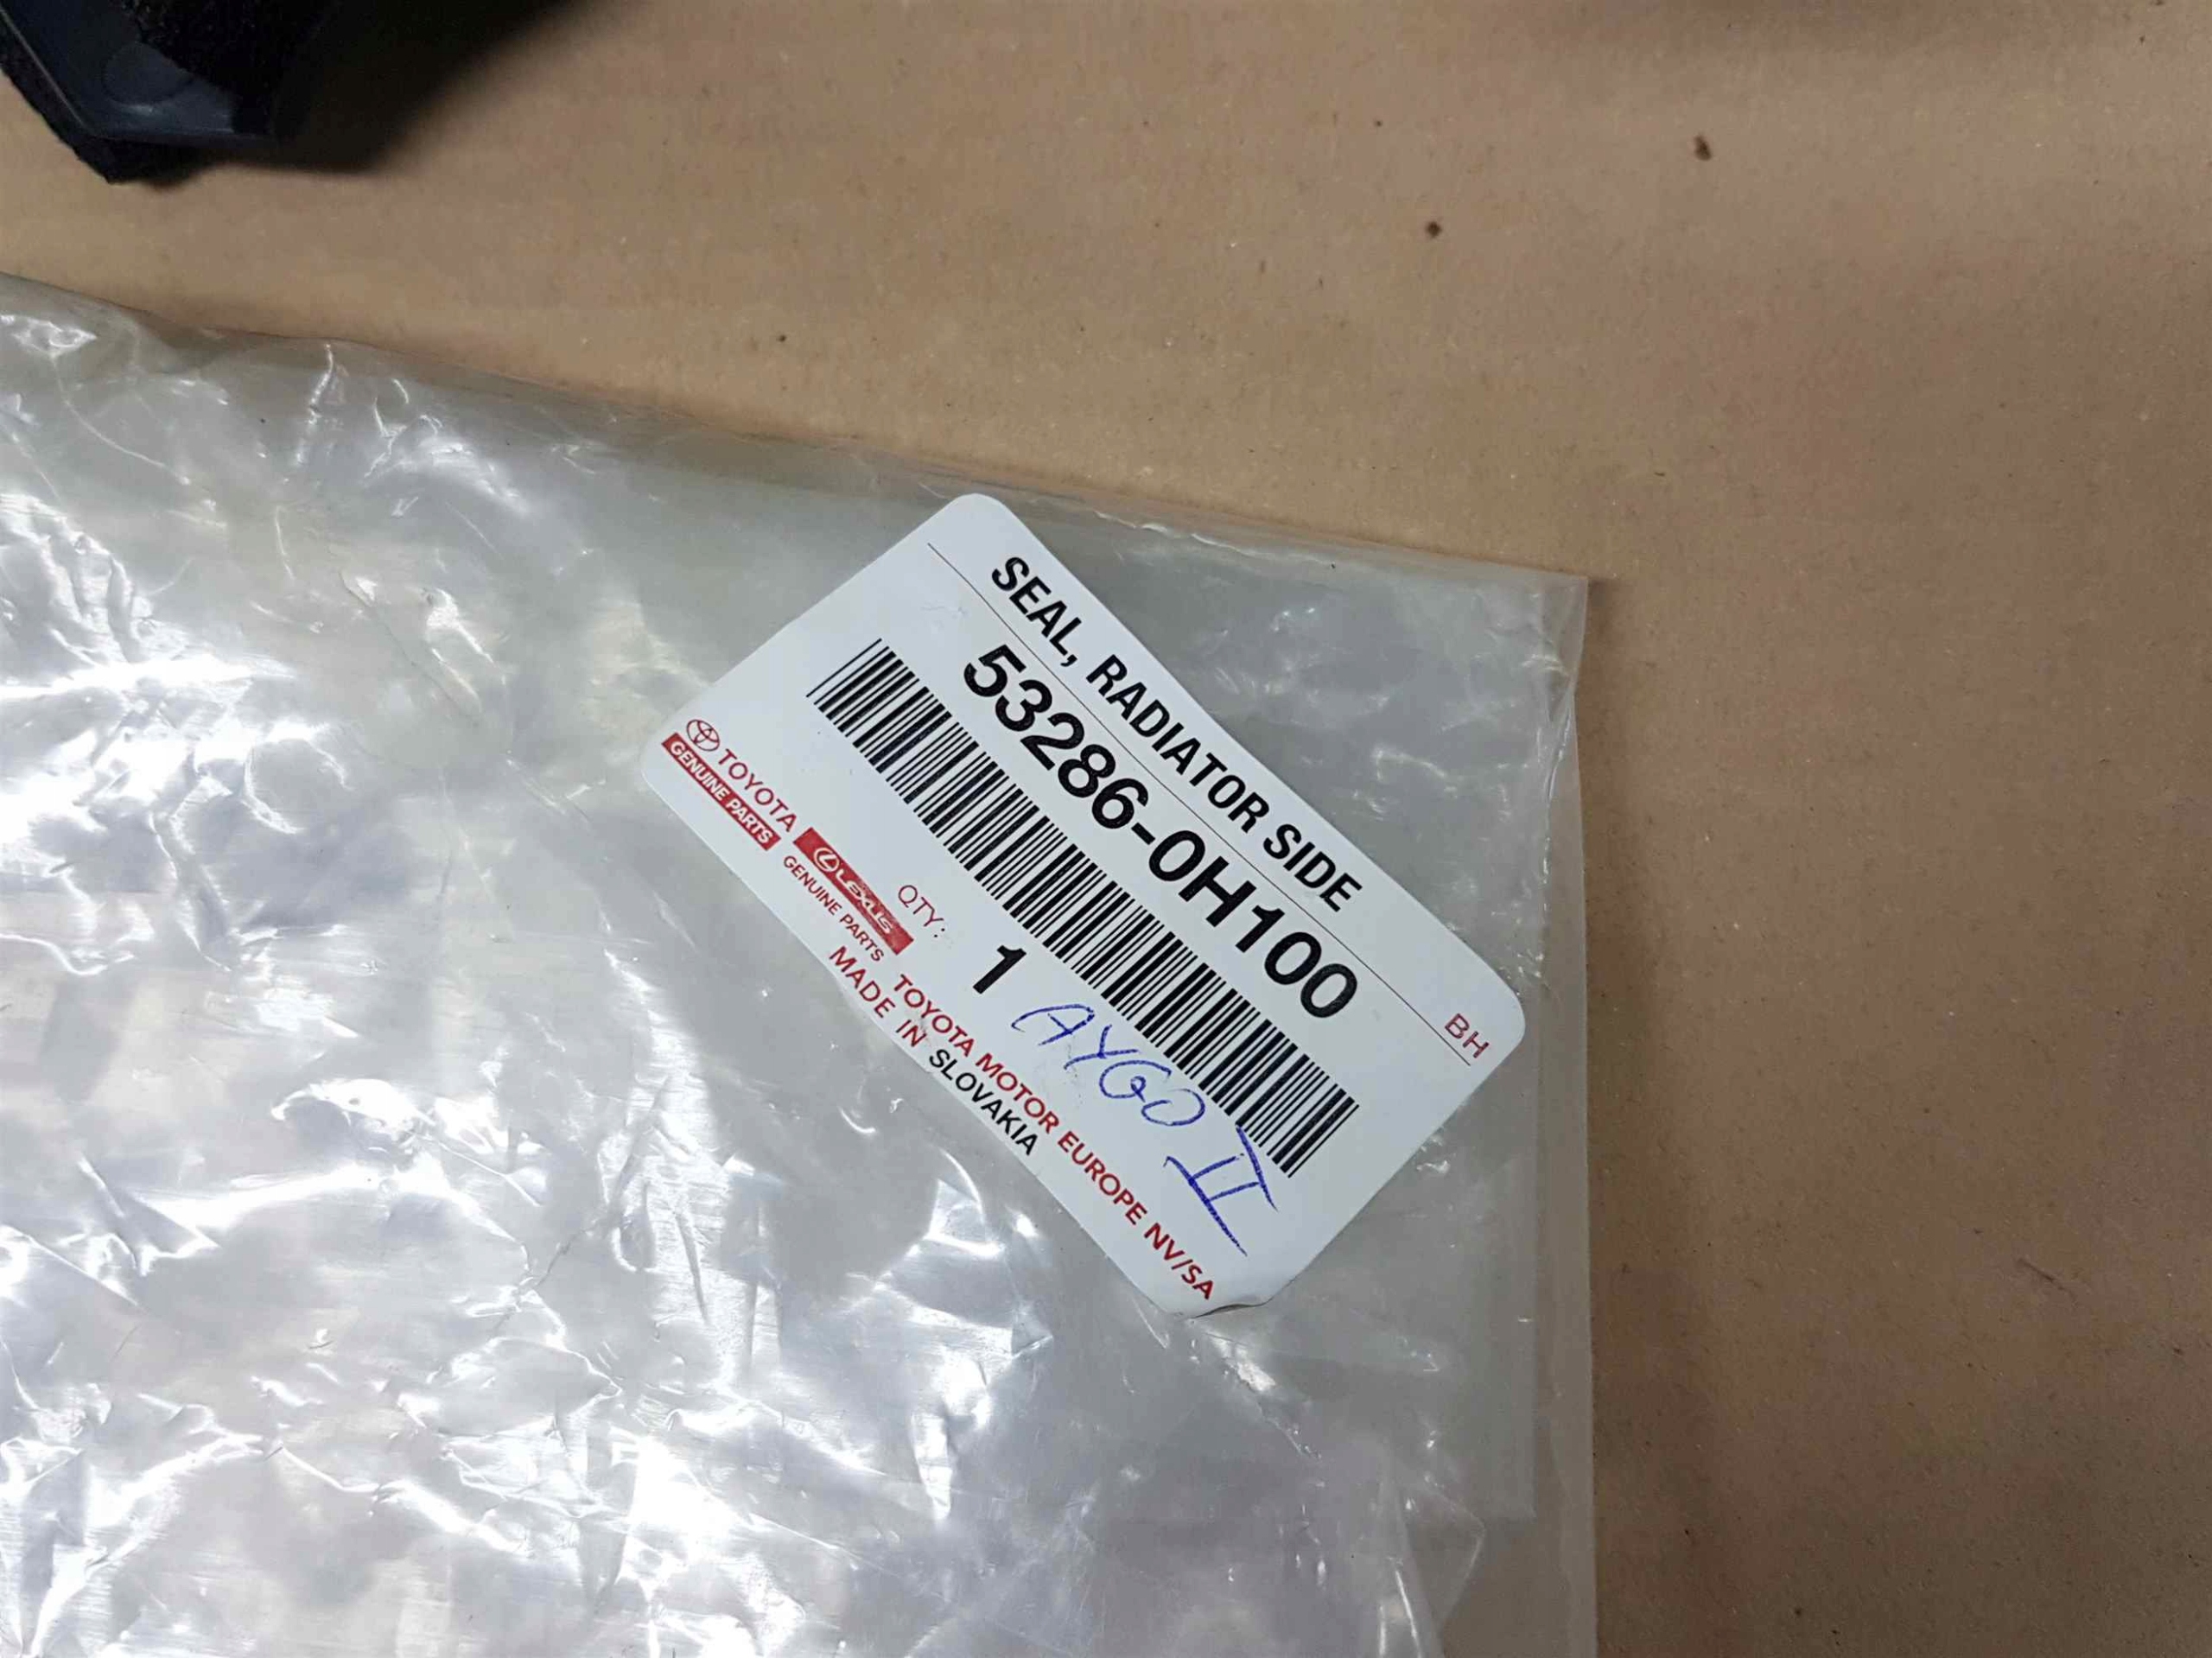 SEAL, RADIATOR SIDE
BH
53286-0H100
QTY:
1
AYGO II
TOYOTA
GENUINE PARTS
LEXUS
GENUINE PARTS
TOYOTA MOTOR EUROPE NV/SA
MADE IN SLOVAKIA